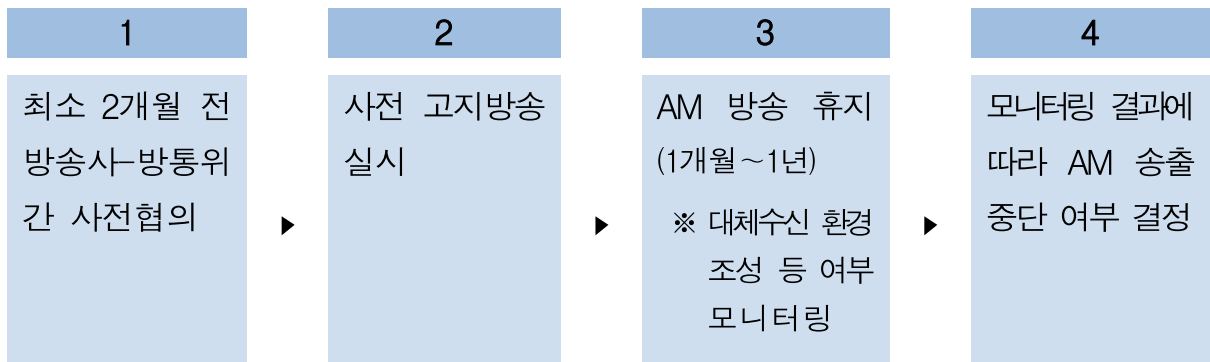 1
최소 2개월 전
방송사-방통위
간 사전협의
▶
2
사전 고지방송
실시
▶
3
AM 방송 휴지
(1개월~1년)
※ 대체수신 환경
조성 등 여부
모니터링
▶
4
모니터링 결과에
따라 AM 송출
중단 여부 결정